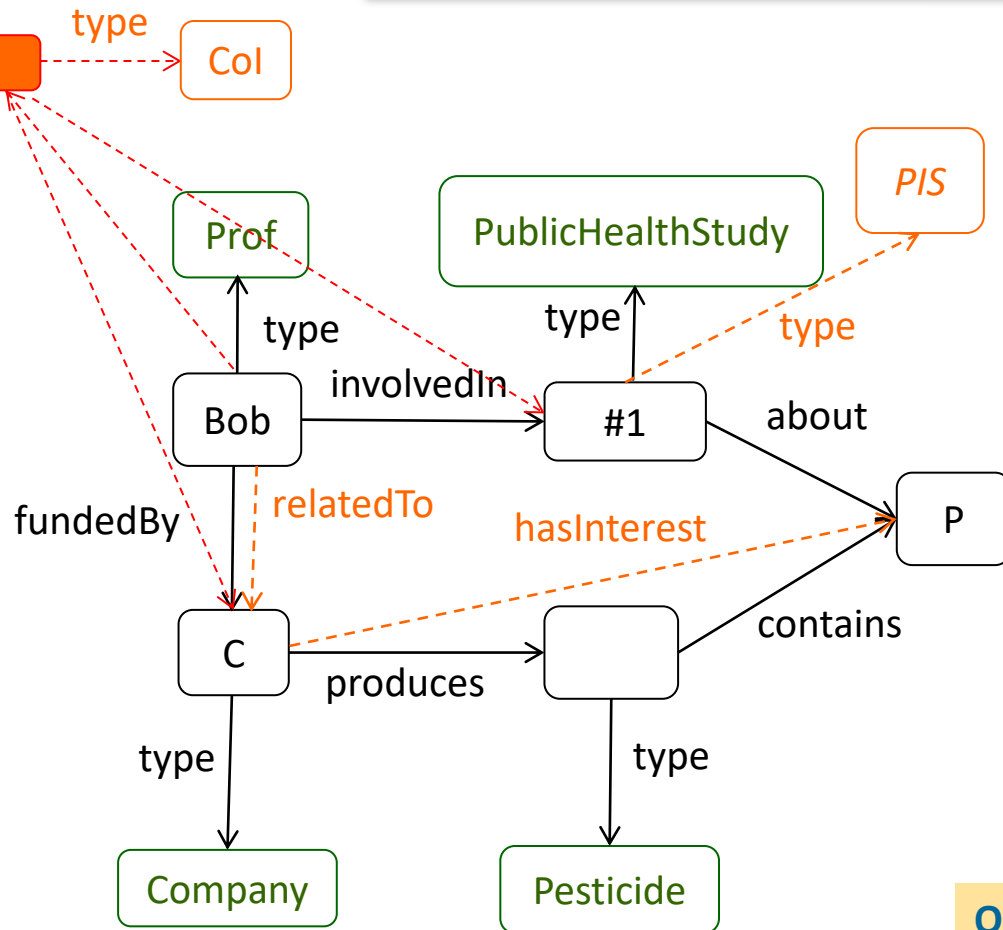 type
CoI
PIS
Prof
PublicHealthStudy
type
type
type
involvedIn
Bob
#1
about
fundedBy
relatedTo
hasInterest
P
C
produces
contains
type
type
Company
Pesticide